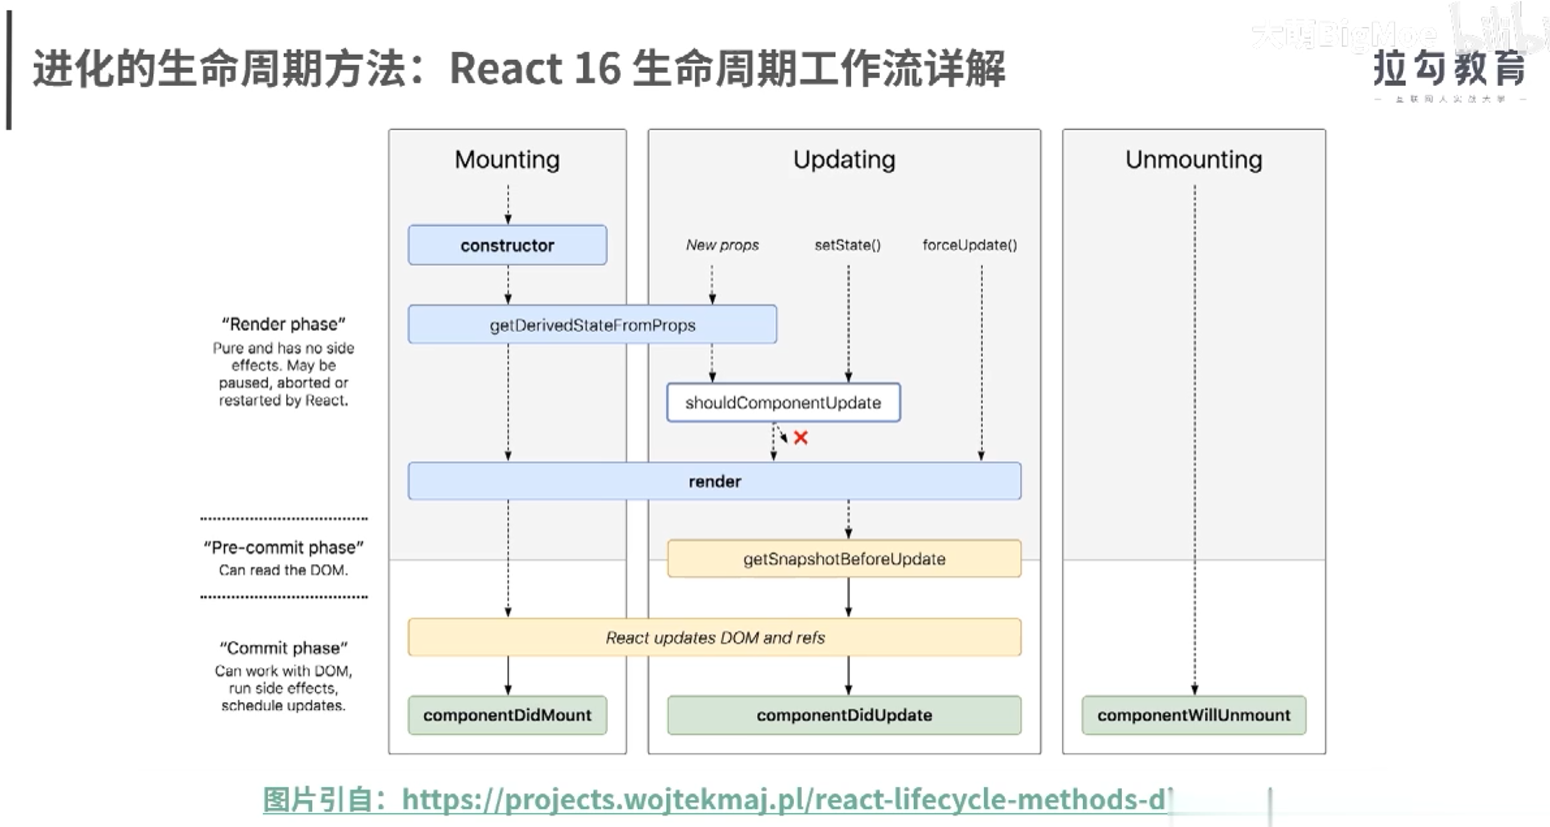 大萌BigMoe bilibili
进化的生命周期方法：React 16 生命周期工作流详解
拉勾教育
互联网人实战大学
Mounting
Updating
Unmounting
constructor
New props
setState()
forceUpdate()
"Render phase"
Pure and has no side
effects. May be
paused, aborted or
restarted by React.
getDerivedStateFromProps
shouldComponentUpdate
render
"Pre-commit phase"
Can read the DOM.
getSnapshotBeforeUpdate
"Commit phase"
Can work with DOM,
run side effects,
schedule updates.
React updates DOM and refs
componentDidMount
componentDidUpdate
componentWillUnmount
图片引自：https://projects.wojtekmaj.pl/react-lifecycle-methods-d